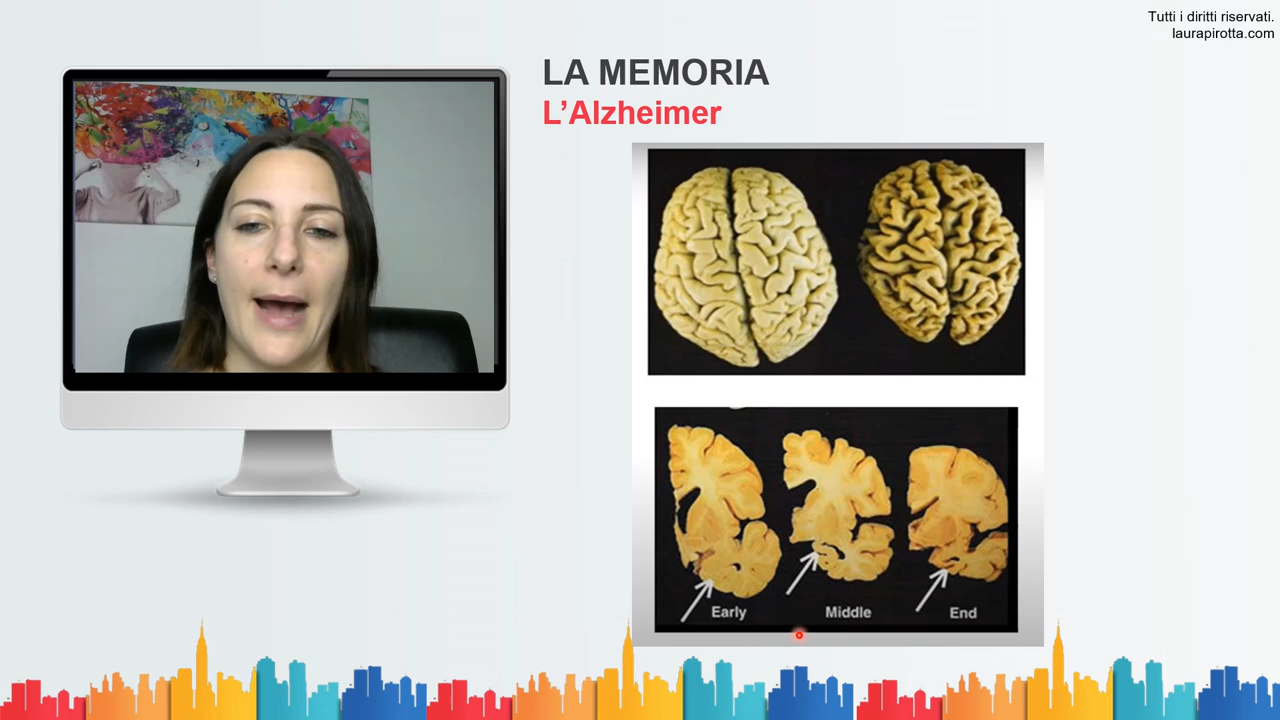 Tutti i diritti riservati.
laurapirotta.com
LA MEMORIA
L’Alzheimer
Early
Middle
End